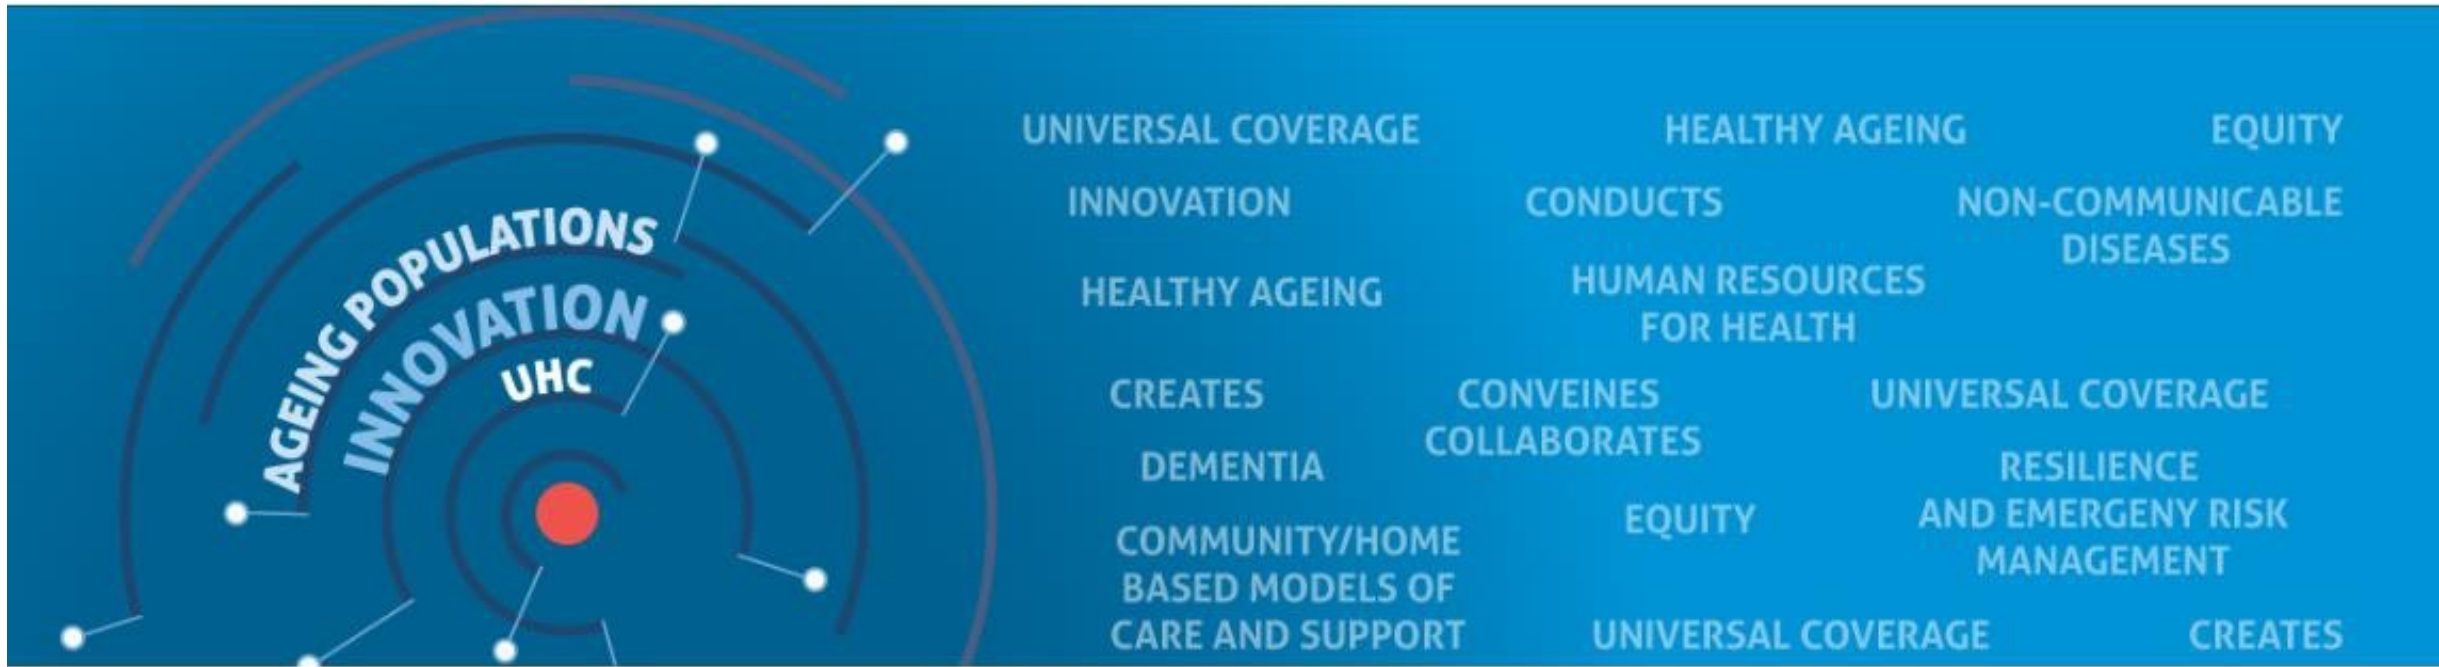 AGEING POPULATIONS
INNOVATION
UHC
UNIVERSAL COVERAGE
HEALTHY AGEING
EQUITY
INNOVATION
CONDUCTS
NON-COMMUNICABLE
DISEASES
HEALTHY AGEING
HUMAN RESOURCES
FOR HEALTH
CREATES
CONVEINES
COLLABORATES
UNIVERSAL COVERAGE
DEMENTIA
RESILIENCE
AND EMERGENY RISK
MANAGEMENT
EQUITY
COMMUNITY/HOME
BASED MODELS OF
CARE AND SUPPORT
UNIVERSAL COVERAGE
CREATES